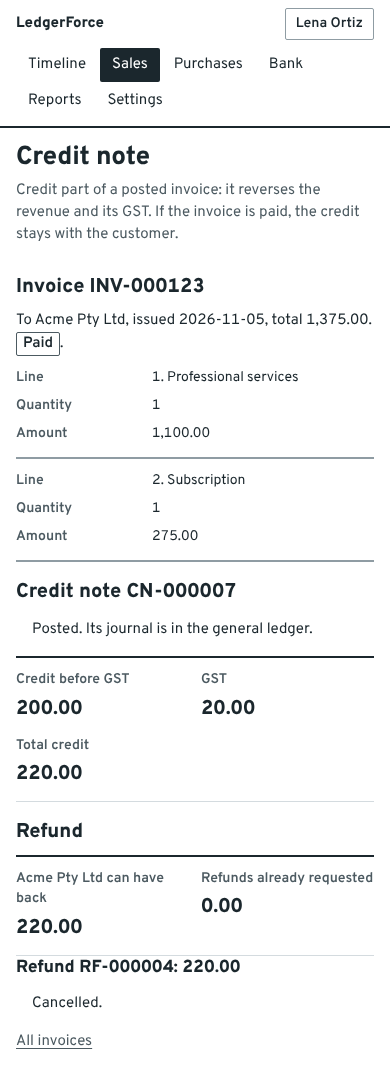 LedgerForce
Lena Ortiz
Timeline Sales Purchases Bank
Reports Settings
Credit note
Credit part of a posted invoice: it reverses the
revenue and its GST. If the invoice is paid, the credit
stays with the customer.
Invoice INV-000123
To Acme Pty Ltd, issued 2026-11-05, total 1,375.00.
Paid.
Line 1. Professional services
Quantity 1
Amount 1,100.00
Line 2. Subscription
Quantity 1
Amount 275.00
Credit note CN-000007
Posted. Its journal is in the general ledger.
Credit before GST GST
200.00 20.00
Total credit
220.00
Refund
Acme Pty Ltd can have
back
220.00
Refunds already requested
0.00
Refund RF-000004: 220.00
Cancelled.
All invoices